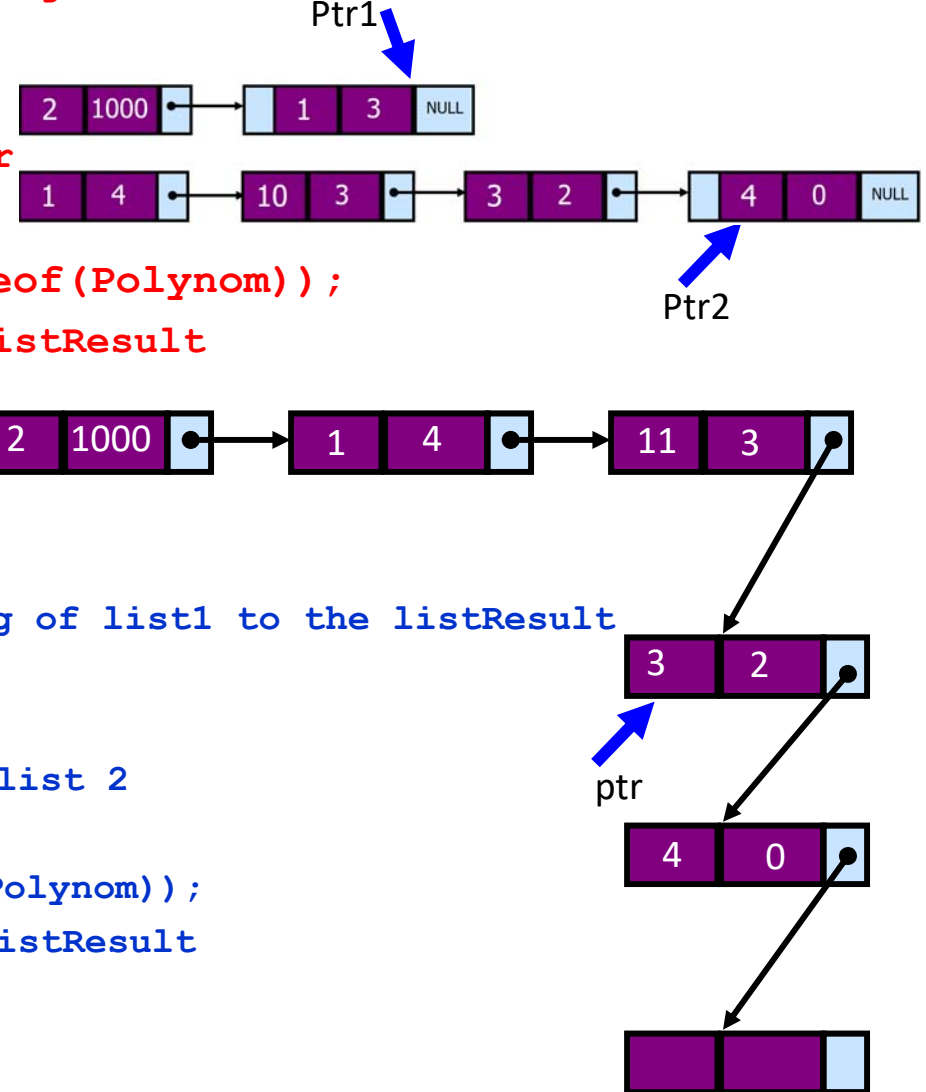 Ptr1
2 1000 1 3 NULL
r
1 4 10 3 3 2 4 0 NULL
eof(Polynom));
Ptr2
istResult
2 1000 1 4 11 3
g of list1 to the listResult
3 2
list 2
ptr
4 0
Polynom));
istResult